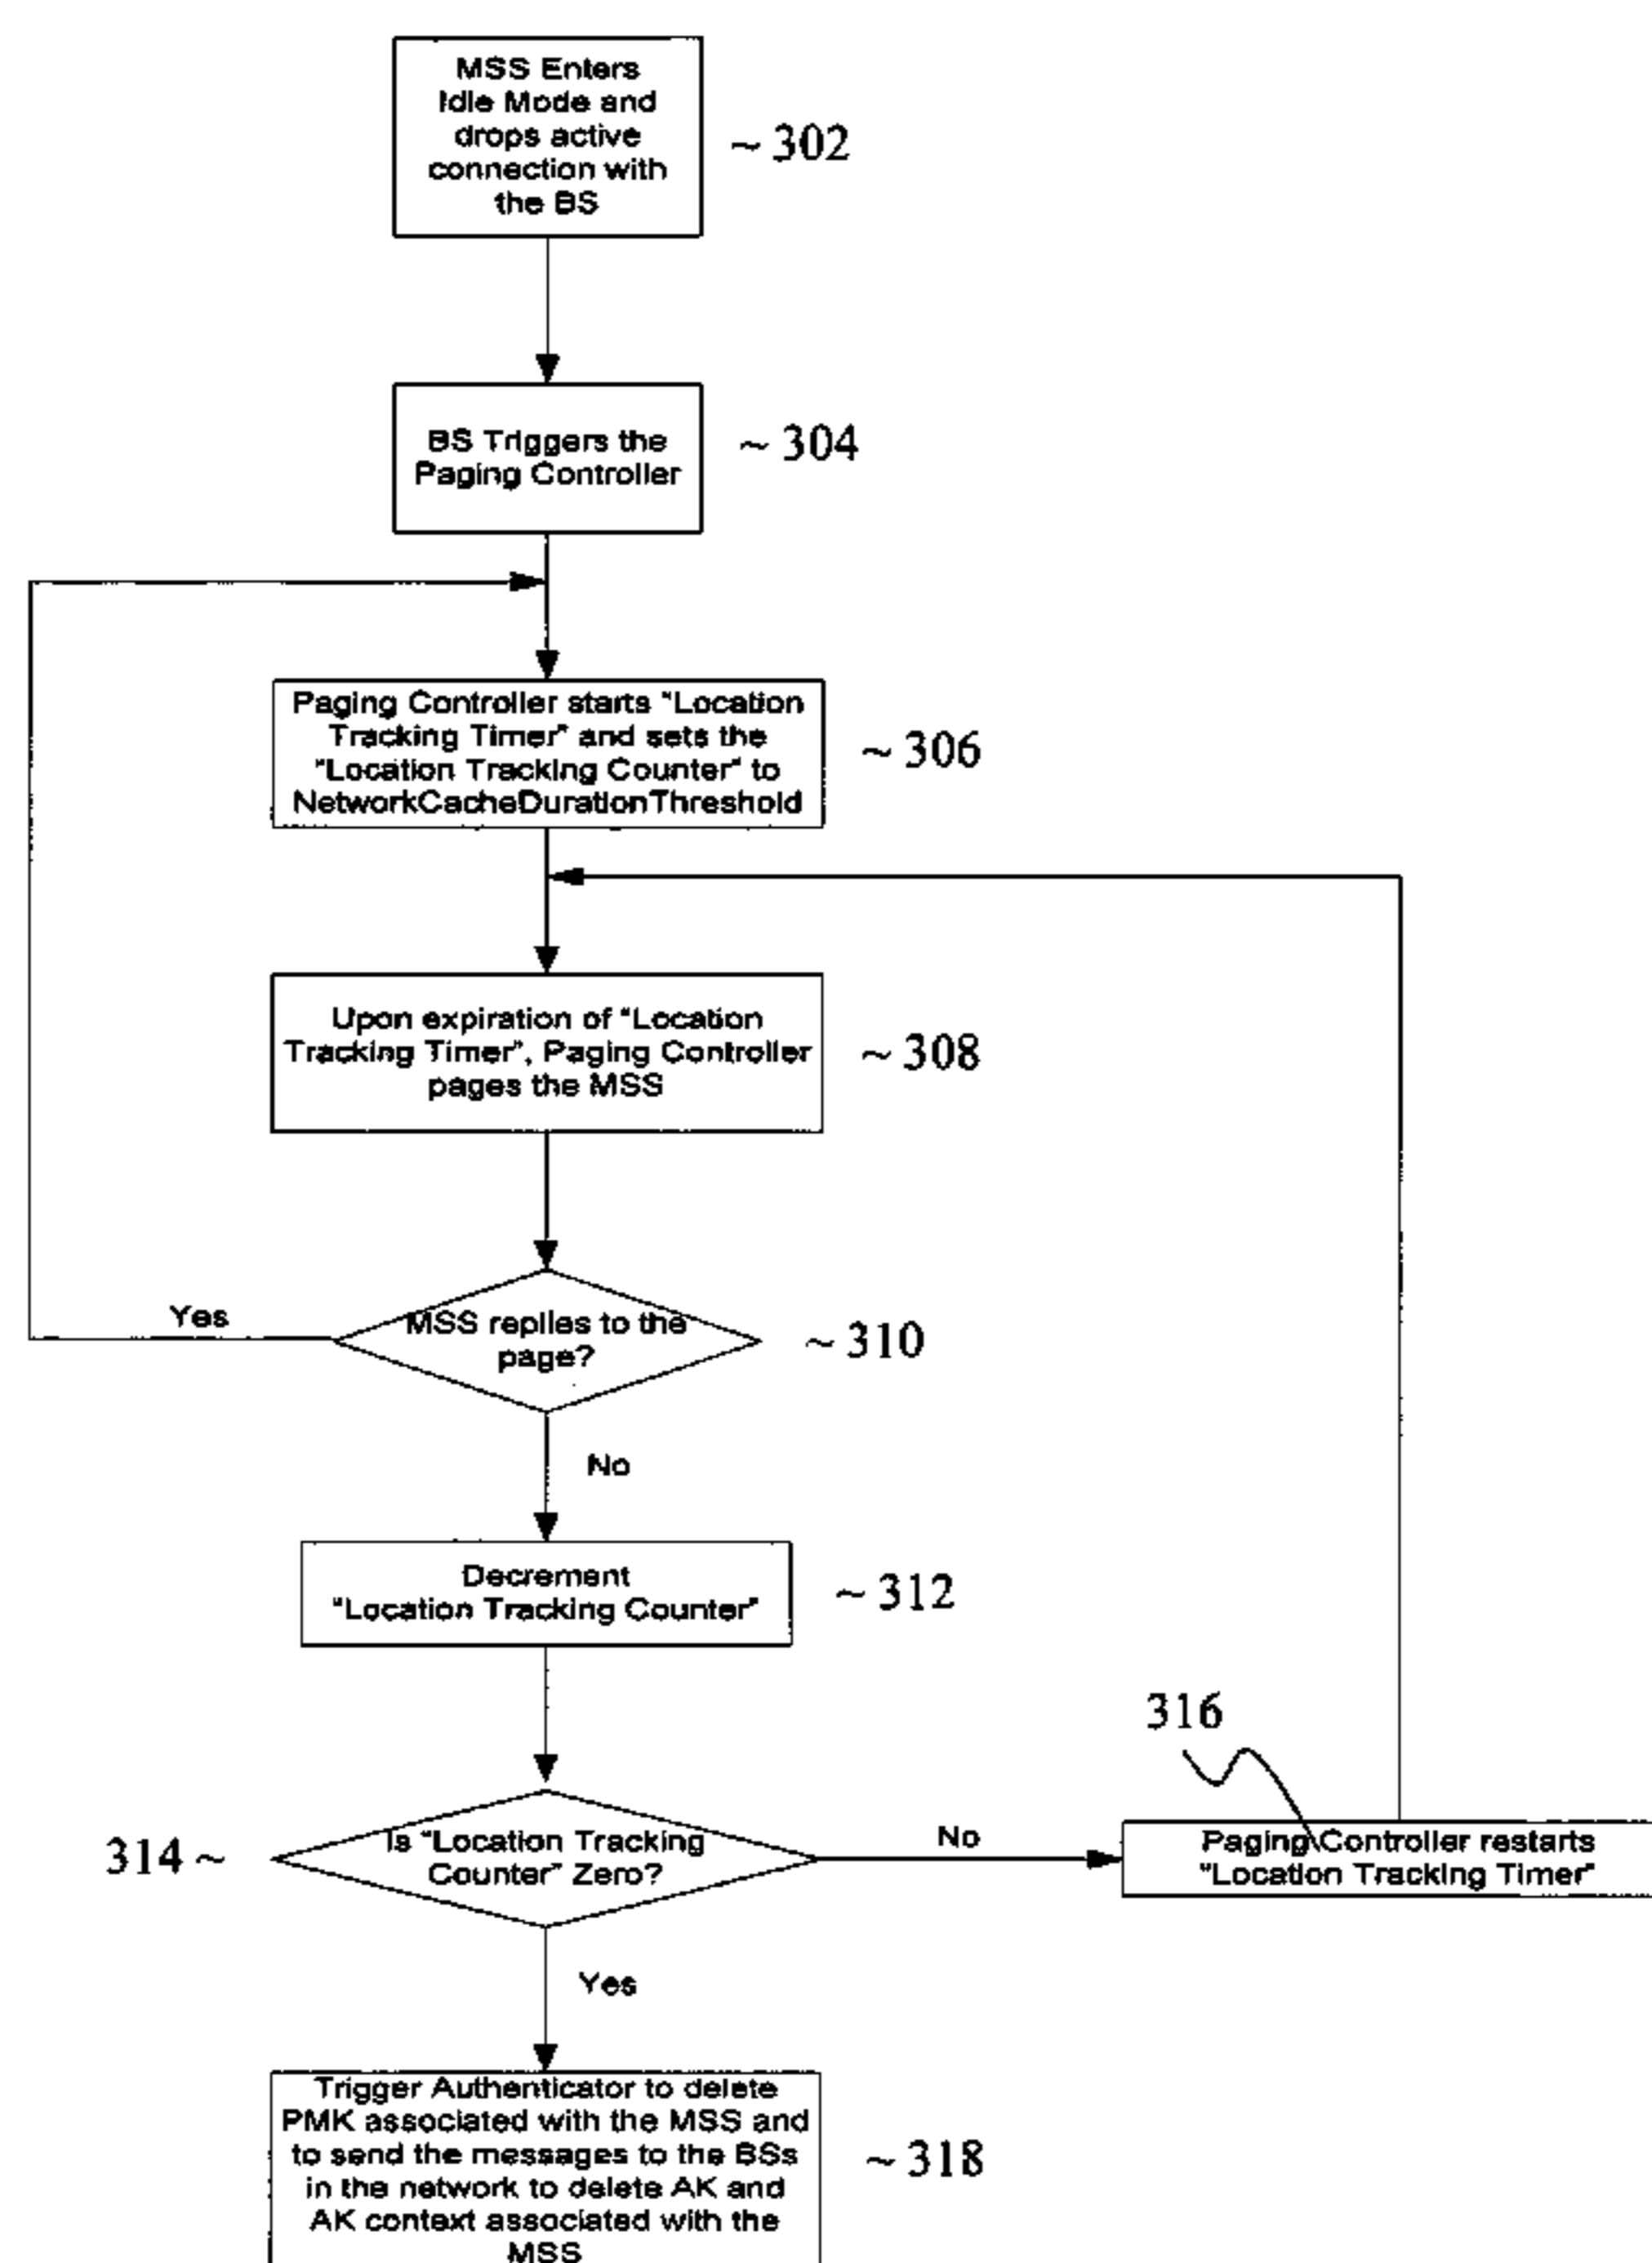 MSS Enters
Idle Mode and
drops active
connection with
the BS
~ 302
BS Triggers the
Paging Controller
~ 304
Paging Controller starts "Location
Tracking Timer" and sets the
"Location Tracking Counter" to
NetworkCacheDurationThreshold
~ 306
Upon expiration of "Location
Tracking Timer", Paging Controller
pages the MSS
~ 308
Yes
MSS replies to the
page?
~ 310
No
Decrement
"Location Tracking Counter"
~ 312
316
314 ~
Is "Location Tracking
Counter" Zero?
No
Paging Controller restarts
"Location Tracking Timer"
Yes
Trigger Authenticator to delete
PMK associated with the MSS and
to send the messages to the BSs
in the network to delete AK and
AK context associated with the
MSS
~ 318